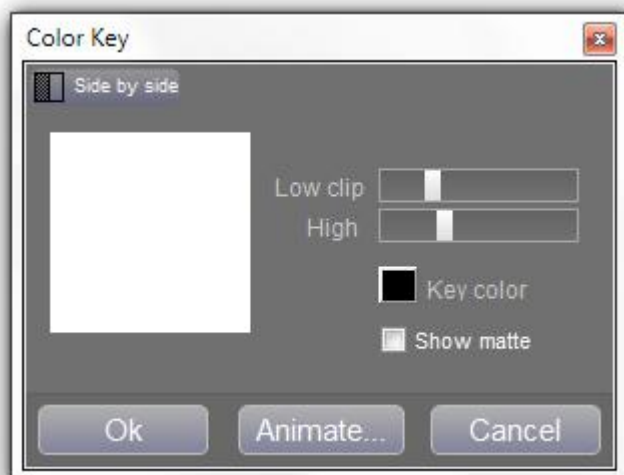 Color Key
Side by side
Low clip
High
Key color
Show matte
Ok Animate... Cancel